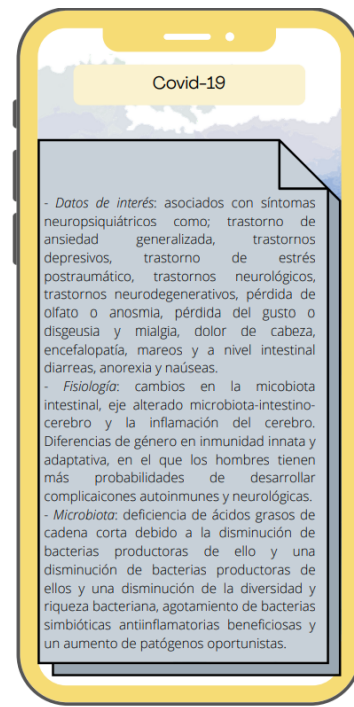 Covid-19
- Datos de interés: asociados con síntomas
neuropsiquiátricos como; trastorno de
ansiedad generalizada, trastornos
depresivos, trastorno de estrés
postraumático, trastornos neurológicos,
trastornos neurodegenerativos, pérdida de
olfato o anosmia, pérdida del gusto o
disgeusia y mialgia, dolor de cabeza,
encefalopatía, mareos y a nivel intestinal
diarreas, anorexia y naúseas.
- Fisiología: cambios en la micobiota
intestinal, eje alterado microbiota-intestino-
cerebro y la inflamación del cerebro.
Diferencias de género en inmunidad innata y
adaptativa, en el que los hombres tienen
más probabilidades de desarrollar
complicaicones autoinmunes y neurológicas.
- Microbiota: deficiencia de ácidos grasos de
cadena corta debido a la disminución de
bacterias productoras de ello y una
disminución de bacterias productoras de
ellos y una disminución de la diversidad y
riqueza bacteriana, agotamiento de bacterias
simbióticas antiinflamatorias beneficiosas y
un aumento de patógenos oportunistas.